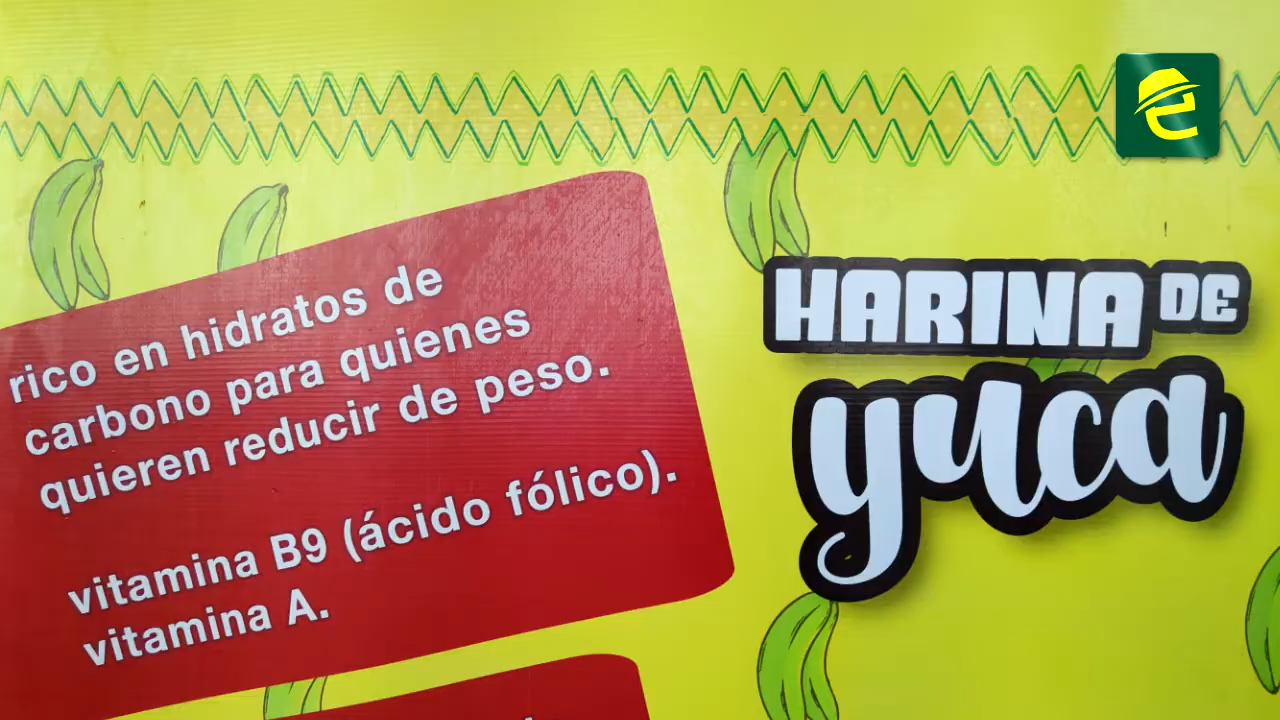 rico en hidratos de
carbono para quienes
quieren reducir de peso.
vitamina B9 (ácido fólico).
vitamina A.
HARINA DE
yuca